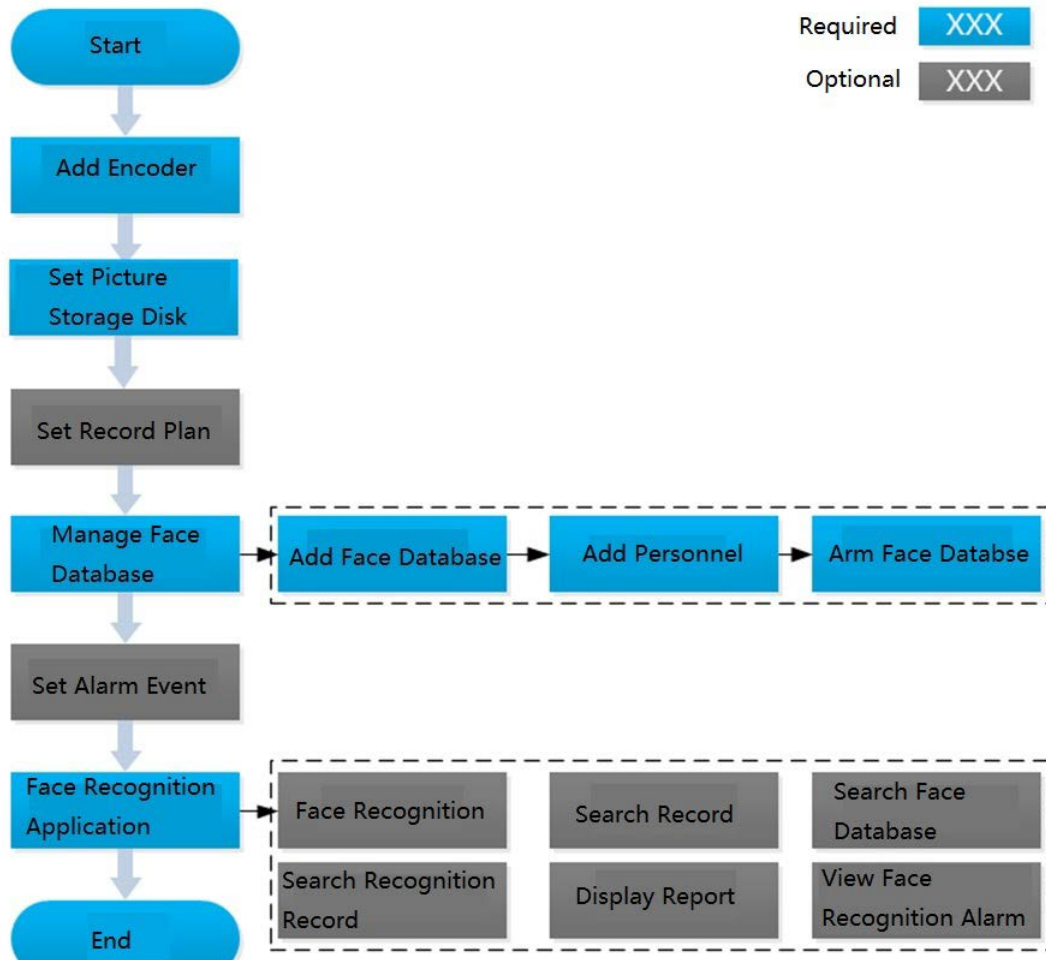 Start
Required XXX
Optional XXX
Add Encoder
Set Picture
Storage Disk
Set Record Plan
Manage Face
Database
Add Face Database
Add Personnel
Arm Face Databse
Set Alarm Event
Face Recognition
Application
Face Recognition
Search Record
Search Face
Database
Search Recognition
Record
Display Report
View Face
Recognition Alarm
End